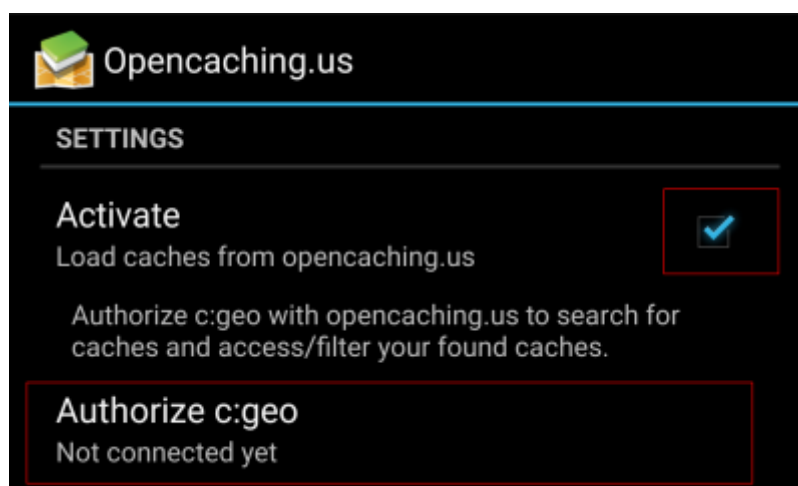 Opencaching.us
SETTINGS
Activate
Load caches from opencaching.us
Authorize c:geo with opencaching.us to search for
caches and access/filter your found caches.
Authorize c:geo
Not connected yet